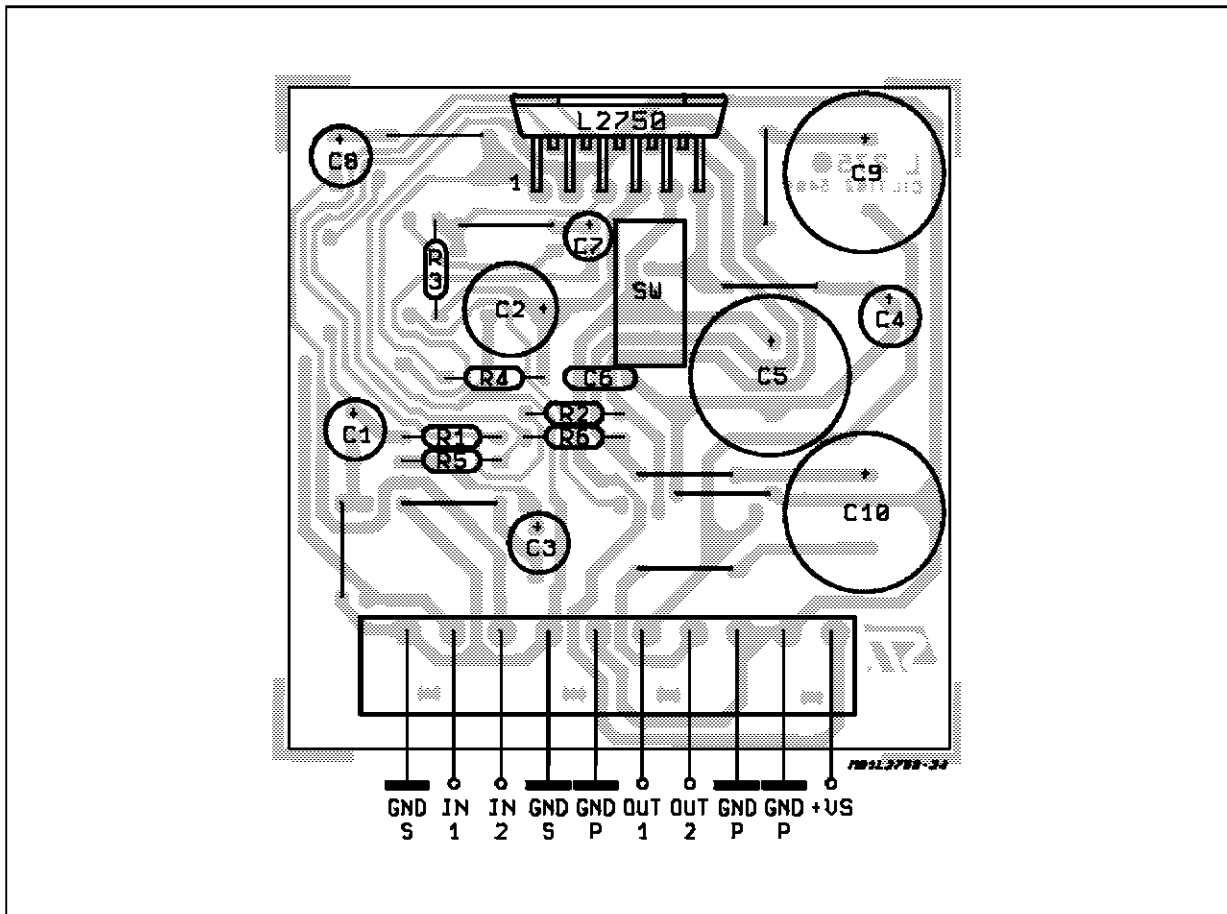 L2750
C8
C9
1
C7
R
3
SW
C2
C4
R4
C6
C5
R2
C1
R1
R6
R5
C10
C3
GND IN IN GND GND OUT OUT GND GND +VS
S 1 2 S P 1 2 P P